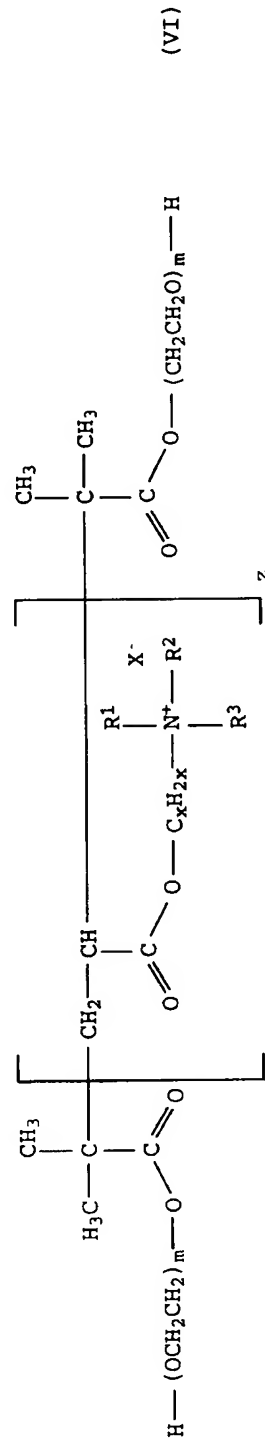 CH₃ CH₃
H₃C—C—CH₂—CH—C—CH₃
R¹ X⁻
C O C O N⁺—R² C O
O O—CₓH₂ₓ R³ O—(CH₂CH₂O)ₘ—H (VI)
z
H—(OCH₂CH₂)ₘ—O